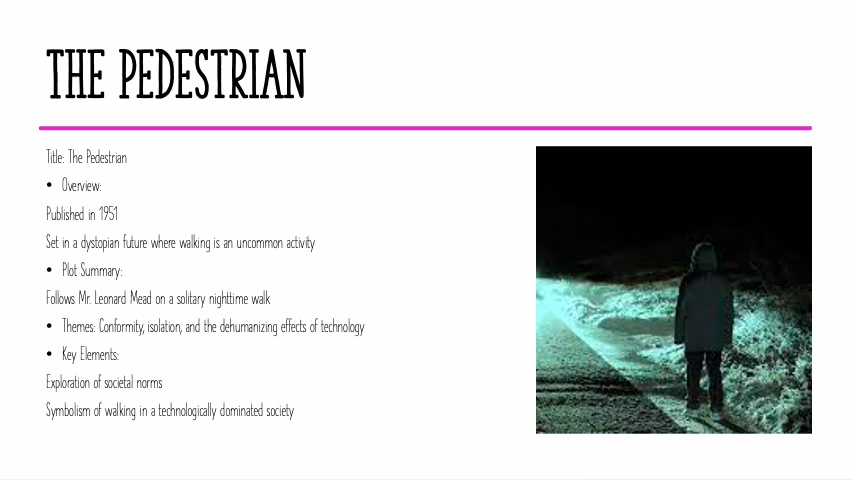 THE PEDESTRIAN
Title: The Pedestrian
• Overview:
Published in 1951
Set in a dystopian future where walking is an uncommon activity
• Plot Summary:
Follows Mr. Leonard Mead on a solitary nighttime walk
• Themes: Conformity, isolation, and the dehumanizing effects of technology
• Key Elements:
Exploration of societal norms
Symbolism of walking in a technologically dominated society